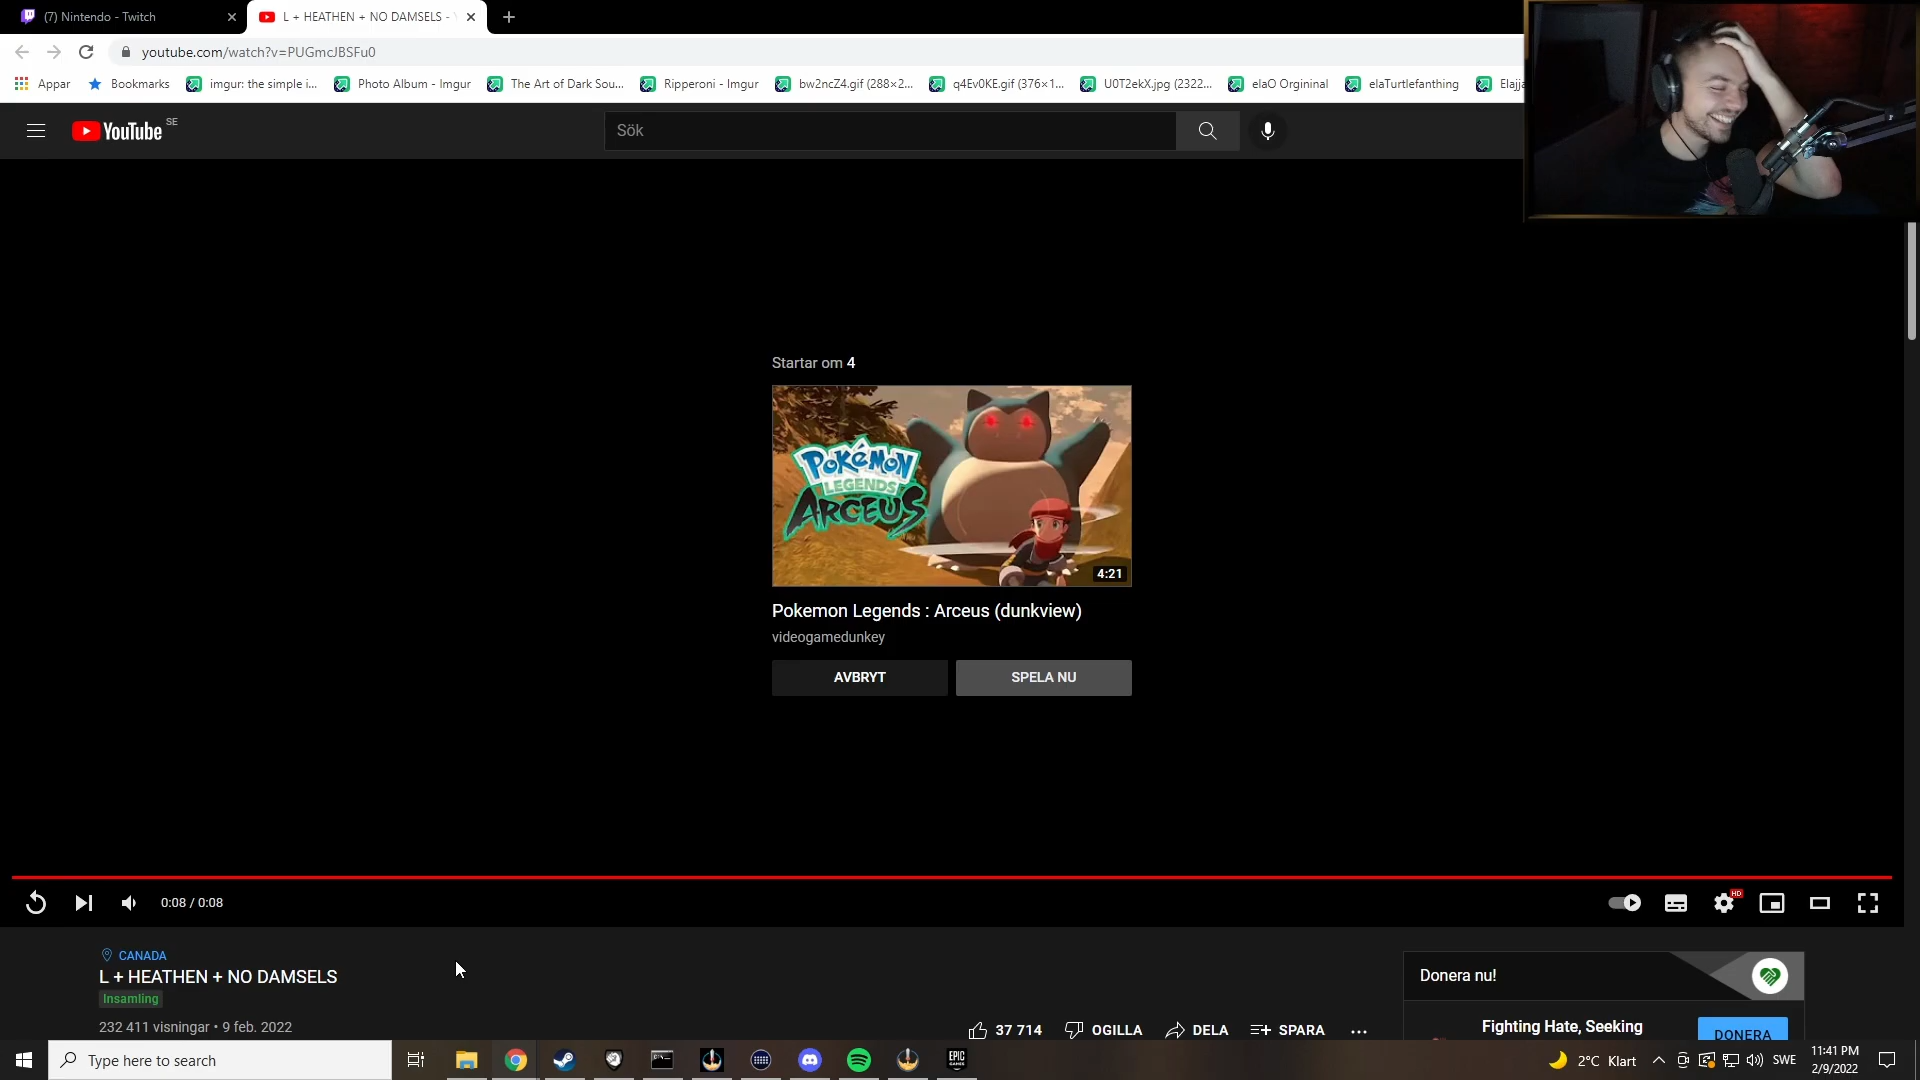 (7) Nintendo - Twitch
L + HEATHEN + NO DAMSELS -
youtube.com/watch?v=PUGmcJBSFu0
Appar
Bookmarks
imgur: the simple i...
Photo Album - Imgur
The Art of Dark Sou...
Ripperoni - Imgur
bw2ncZ4.gif (288×2...
q4Ev0KE.gif (376×1...
U0T2ekX.jpg (2322...
elaO Orgininal
elaTurtlefanthing
Elajja
YouTube SE
Sök
Startar om 4
POKéMON
LEGENDS
ARCEUS
4:21
Pokemon Legends : Arceus (dunkview)
videogamedunkey
AVBRYT
SPELA NU
0:08 / 0:08
HD
CANADA
L + HEATHEN + NO DAMSELS
Insamling
232 411 visningar • 9 feb. 2022
37 714
OGILLA
DELA
SPARA
Donera nu!
Fighting Hate, Seeking
DONERA
Type here to search
EPIC
GAMES
2°C Klart
SWE
11:41 PM
2/9/2022